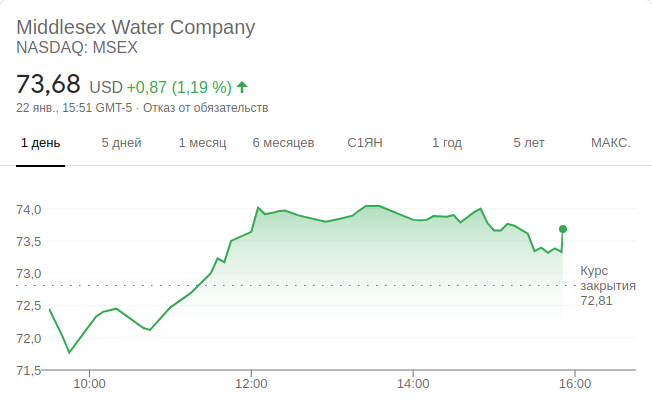 Middlesex Water Company
NASDAQ: MSEX
73,68 USD +0,87 (1,19 %)
22 янв., 15:51 GMT-5 · Отказ от обязательств
1 день 5 дней 1 месяц 6 месяцев С1ЯН 1 год 5 лет МАКС.
74,0
73,5
73,0
Курс
закрытия
72,81
72,5
72,0
71,5
10:00 12:00 14:00 16:00